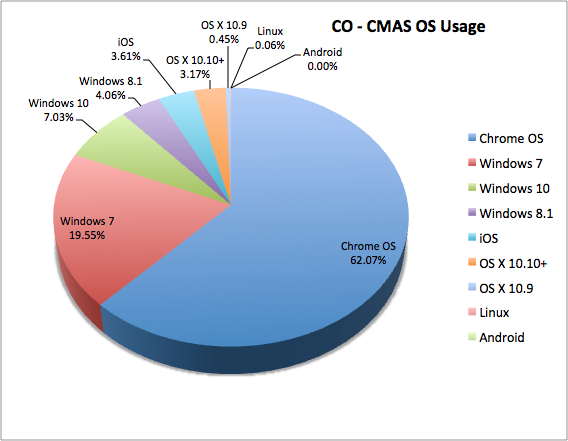 CO - CMAS OS Usage
OS X 10.9
0.45%
Linux
0.06%
Android
0.00%
iOS
3.61%
OS X 10.10+
3.17%
Windows 8.1
4.06%
Windows 10
7.03%
Windows 7
19.55%
Chrome OS
62.07%
Chrome OS
Windows 7
Windows 10
Windows 8.1
iOS
OS X 10.10+
OS X 10.9
Linux
Android